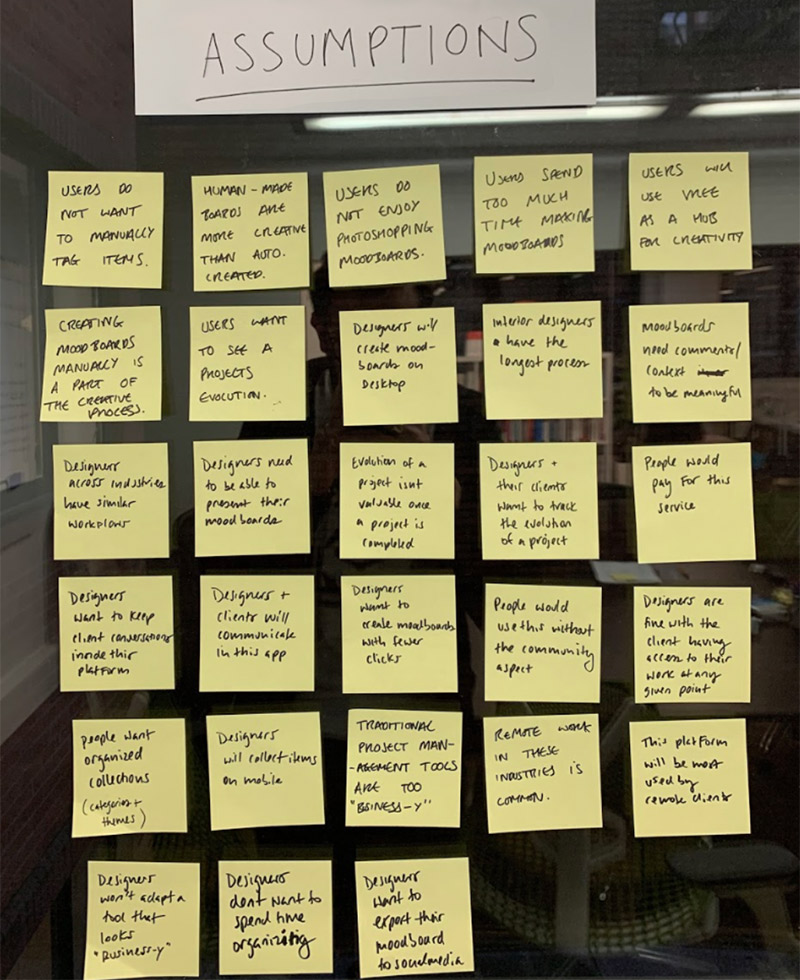 ASSUMPTIONS
USERS DO
NOT WANT
TO MANUALLY
TAG ITEMS.
HUMAN-MADE
BOARDS ARE
MORE CREATIVE
THAN AUTO.
CREATED.
USERS DO
NOT ENJOY
PHOTOSHOPPING
MOODBOARDS.
USERS SPEND
TOO MUCH
TIME MAKING
MOODBOARDS
USERS WILL
USE VREE
AS A HUB
FOR CREATIVITY
CREATING
MOODBOARDS
MANUALLY IS
A PART OF
THE CREATIVE
PROCESS.
USERS WANT
TO SEE A
PROJECTS
EVOLUTION.
Designers will
create mood-
boards on
Desktop
Interior designers
have the
longest process
Moodboards
need comments/
context
to be meaningful
Designers
across industries
have similar
workflows
Designers need
to be able to
present their
moodboards
Evolution of a
project isnt
valuable once
a project is
completed
Designers +
their clients
want to track
the evolution
of a project
People would
pay for this
service
Designers
want to keep
client conversations
inside their
platform
Designers +
clients will
communicate
in this app
Designers
want to
create moodboards
with fewer
clicks
People would
use this without
the community
aspect
Designers are
fine with the
client having
access to their
work at any
given point
people want
organized
collections
(categories +
themes)
Designers
will collect items
on mobile
TRADITIONAL
PROJECT MAN-
-AGEMENT TOOLS
ARE TOO
"BUSINESS-Y"
REMOTE WORK
IN THESE
INDUSTRIES IS
COMMON.
This platform
will be most
used by
remote clients
Designers
won't adapt a
tool that
looks
"Business-y"
Designers
dont want to
spend time
organizing
Designers
want to
export their
moodboard
to socialmedia